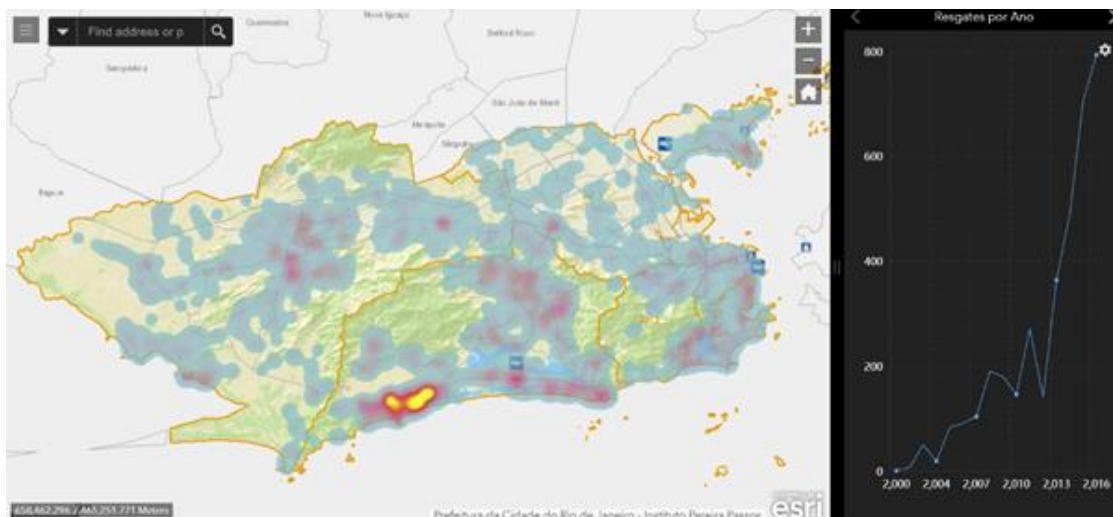 Find address or p
Nova Iguaçu
Queimados
Belford Roxo
Seropédica
São João de Meriti
Mesquita
Nilópolis
Itaguaí
Prefeitura da Cidade do Rio de Janeiro - Instituto Pereira Passos
esri
Resgates por Ano
800
600
400
200
0
2,000 2,004 2,007 2,010 2,013 2,016